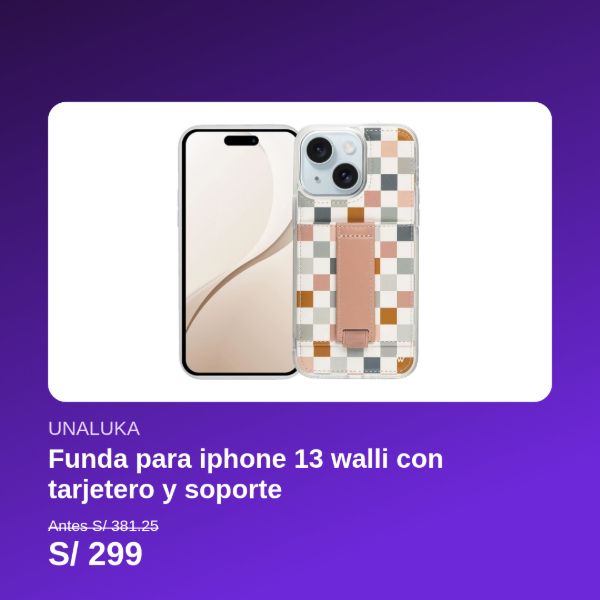 UNALUKA
Funda para iphone 13 walli con
tarjetero y soporte
Antes S/ 381.25
S/ 299